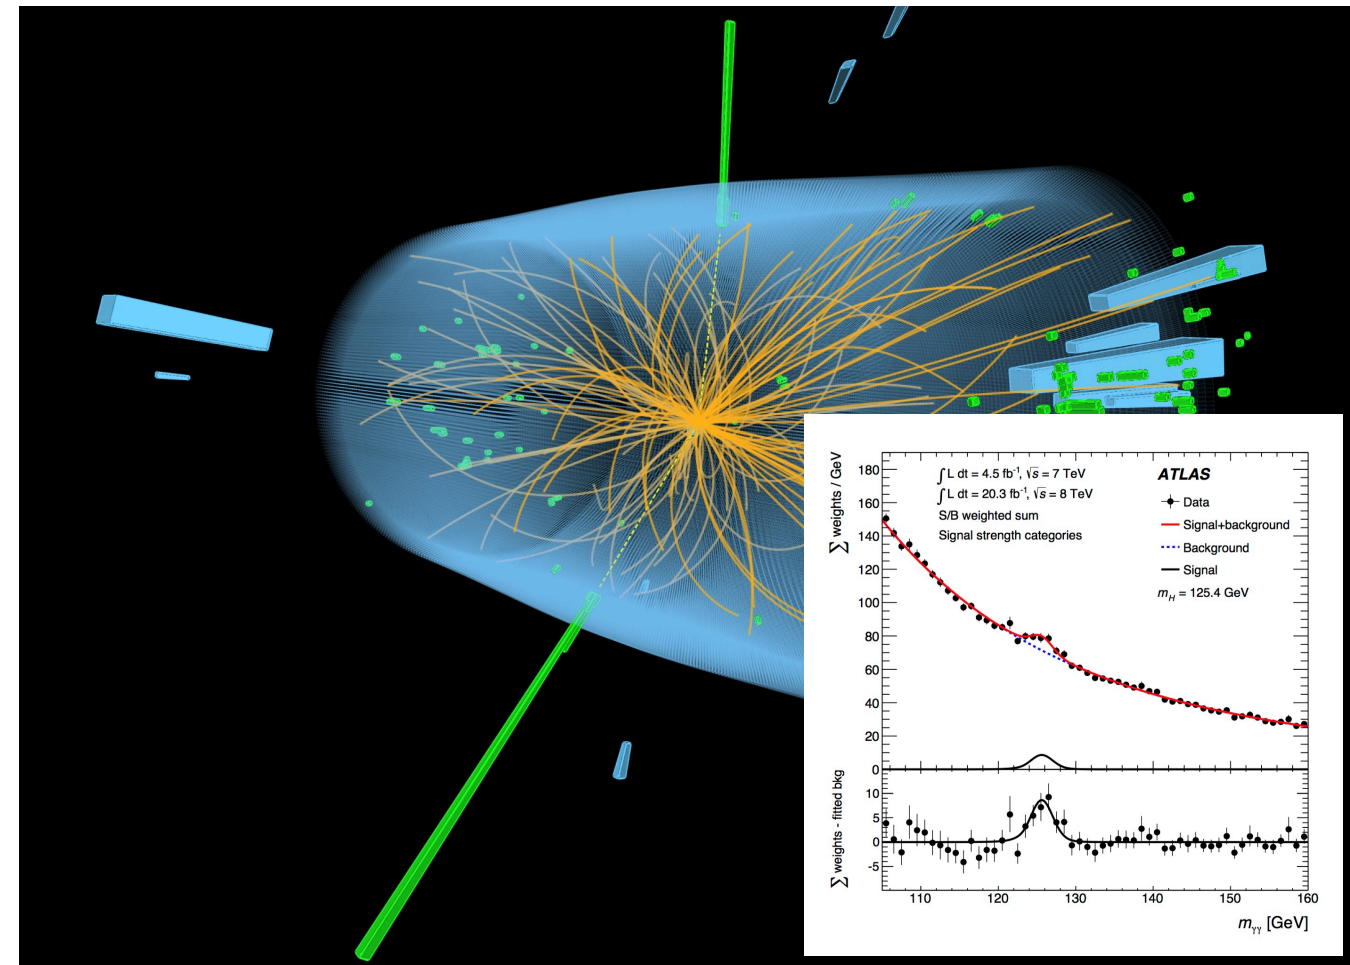 ∑ weights / GeV
180
160
140
120
100
80
60
40
20
0
∫ L dt = 4.5 fb⁻¹, √s = 7 TeV
∫ L dt = 20.3 fb⁻¹, √s = 8 TeV
S/B weighted sum
Signal strength categories
ATLAS
Data
Signal+background
Background
Signal
m_H = 125.4 GeV
∑ weights - fitted bkg
10
5
0
-5
110 120 130 140 150 160
m_γγ [GeV]